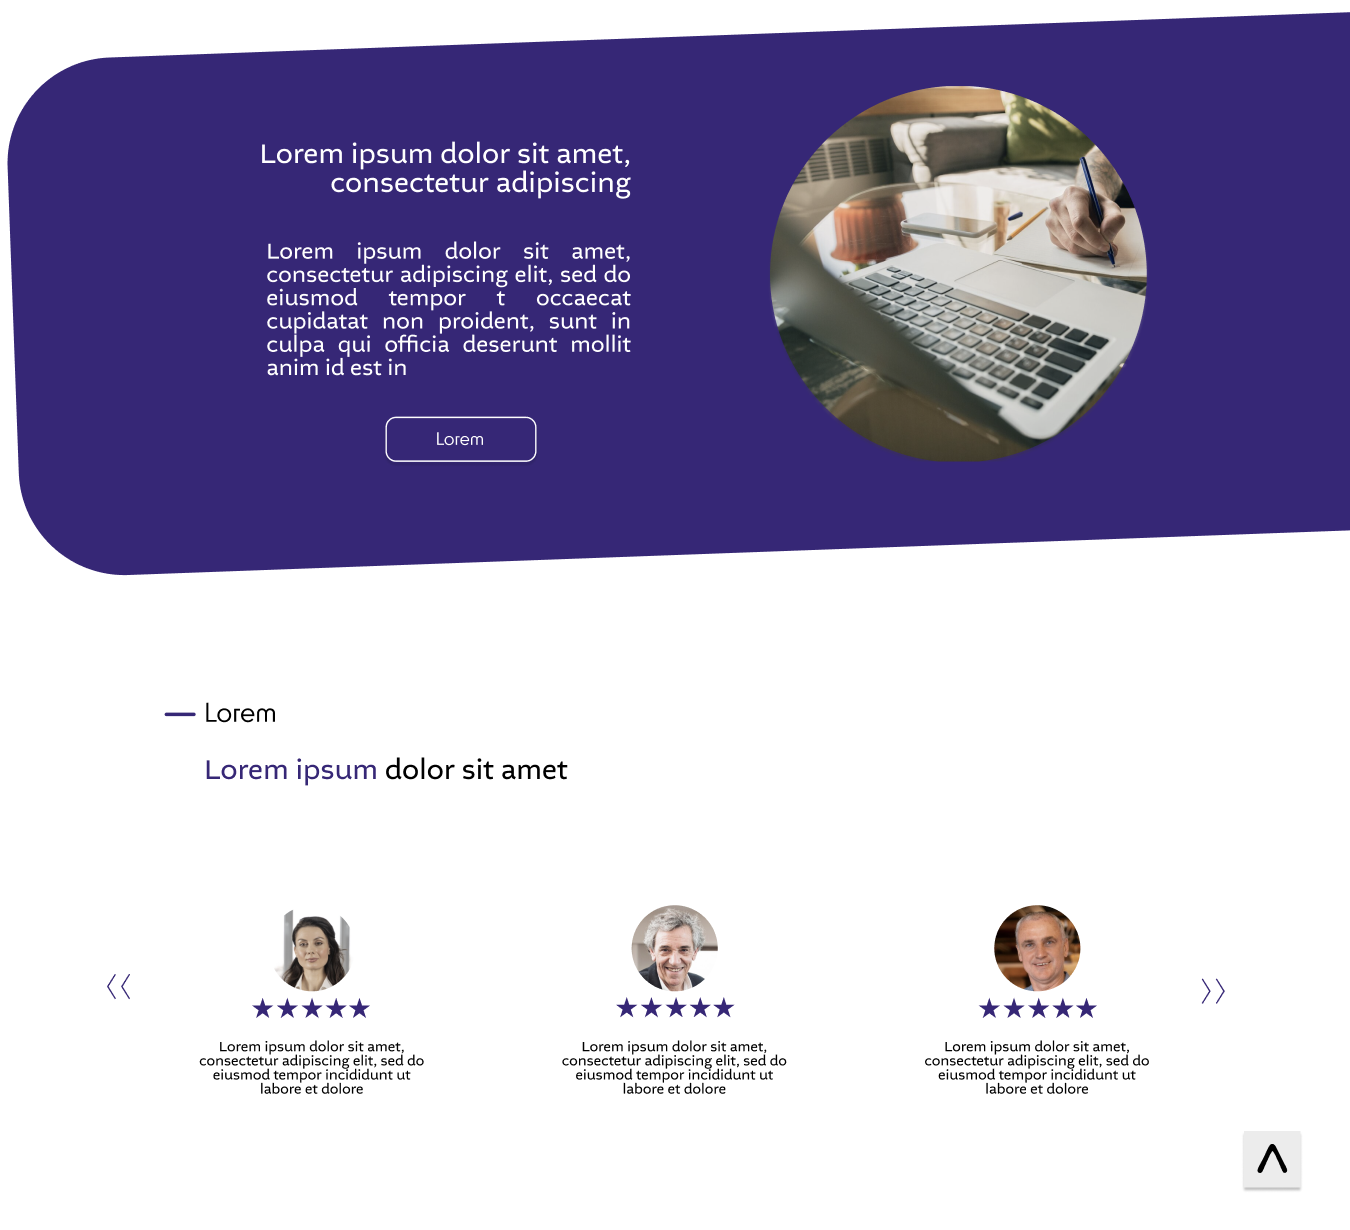 Lorem ipsum dolor sit amet,
consectetur adipiscing
Lorem ipsum dolor sit amet,
consectetur adipiscing elit, sed do
eiusmod tempor t occaecat
cupidatat non proident, sunt in
culpa qui officia deserunt mollit
anim id est in
Lorem
Lorem
Lorem ipsum dolor sit amet
Lorem ipsum dolor sit amet,
consectetur adipiscing elit, sed do
eiusmod tempor incididunt ut
labore et dolore
Lorem ipsum dolor sit amet,
consectetur adipiscing elit, sed do
eiusmod tempor incididunt ut
labore et dolore
Lorem ipsum dolor sit amet,
consectetur adipiscing elit, sed do
eiusmod tempor incididunt ut
labore et dolore